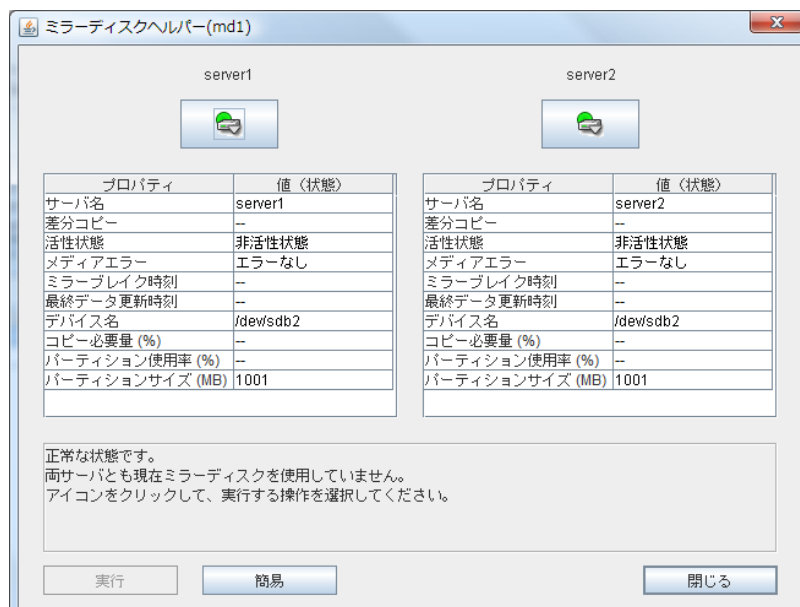 ミラーディスクヘルパー(md1)
server1
server2
プロパティ 値（状態）
サーバ名 server1
差分コピー --
活性状態 非活性状態
メディアエラー エラーなし
ミラーブレイク時刻 --
最終データ更新時刻 --
デバイス名 /dev/sdb2
コピー必要量 (%) --
パーティション使用率 (%) --
パーティションサイズ (MB) 1001
プロパティ 値（状態）
サーバ名 server2
差分コピー --
活性状態 非活性状態
メディアエラー エラーなし
ミラーブレイク時刻 --
最終データ更新時刻 --
デバイス名 /dev/sdb2
コピー必要量 (%) --
パーティション使用率 (%) --
パーティションサイズ (MB) 1001
正常な状態です。
両サーバとも現在ミラーディスクを使用していません。
アイコンをクリックして、実行する操作を選択してください。
実行 簡易 閉じる